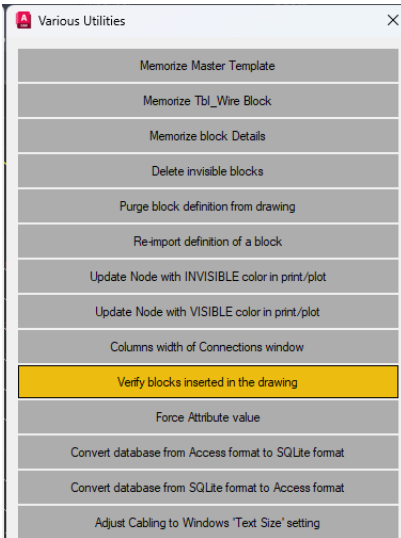 Various Utilities
Memorize Master Template
Memorize Tbl_Wire Block
Memorize block Details
Delete invisible blocks
Purge block definition from drawing
Re-import definition of a block
Update Node with INVISIBLE color in print/plot
Update Node with VISIBLE color in print/plot
Columns width of Connections window
Verify blocks inserted in the drawing
Force Attribute value
Convert database from Access format to SQLite format
Convert database from SQLite format to Access format
Adjust Cabling to Windows 'Text Size' setting